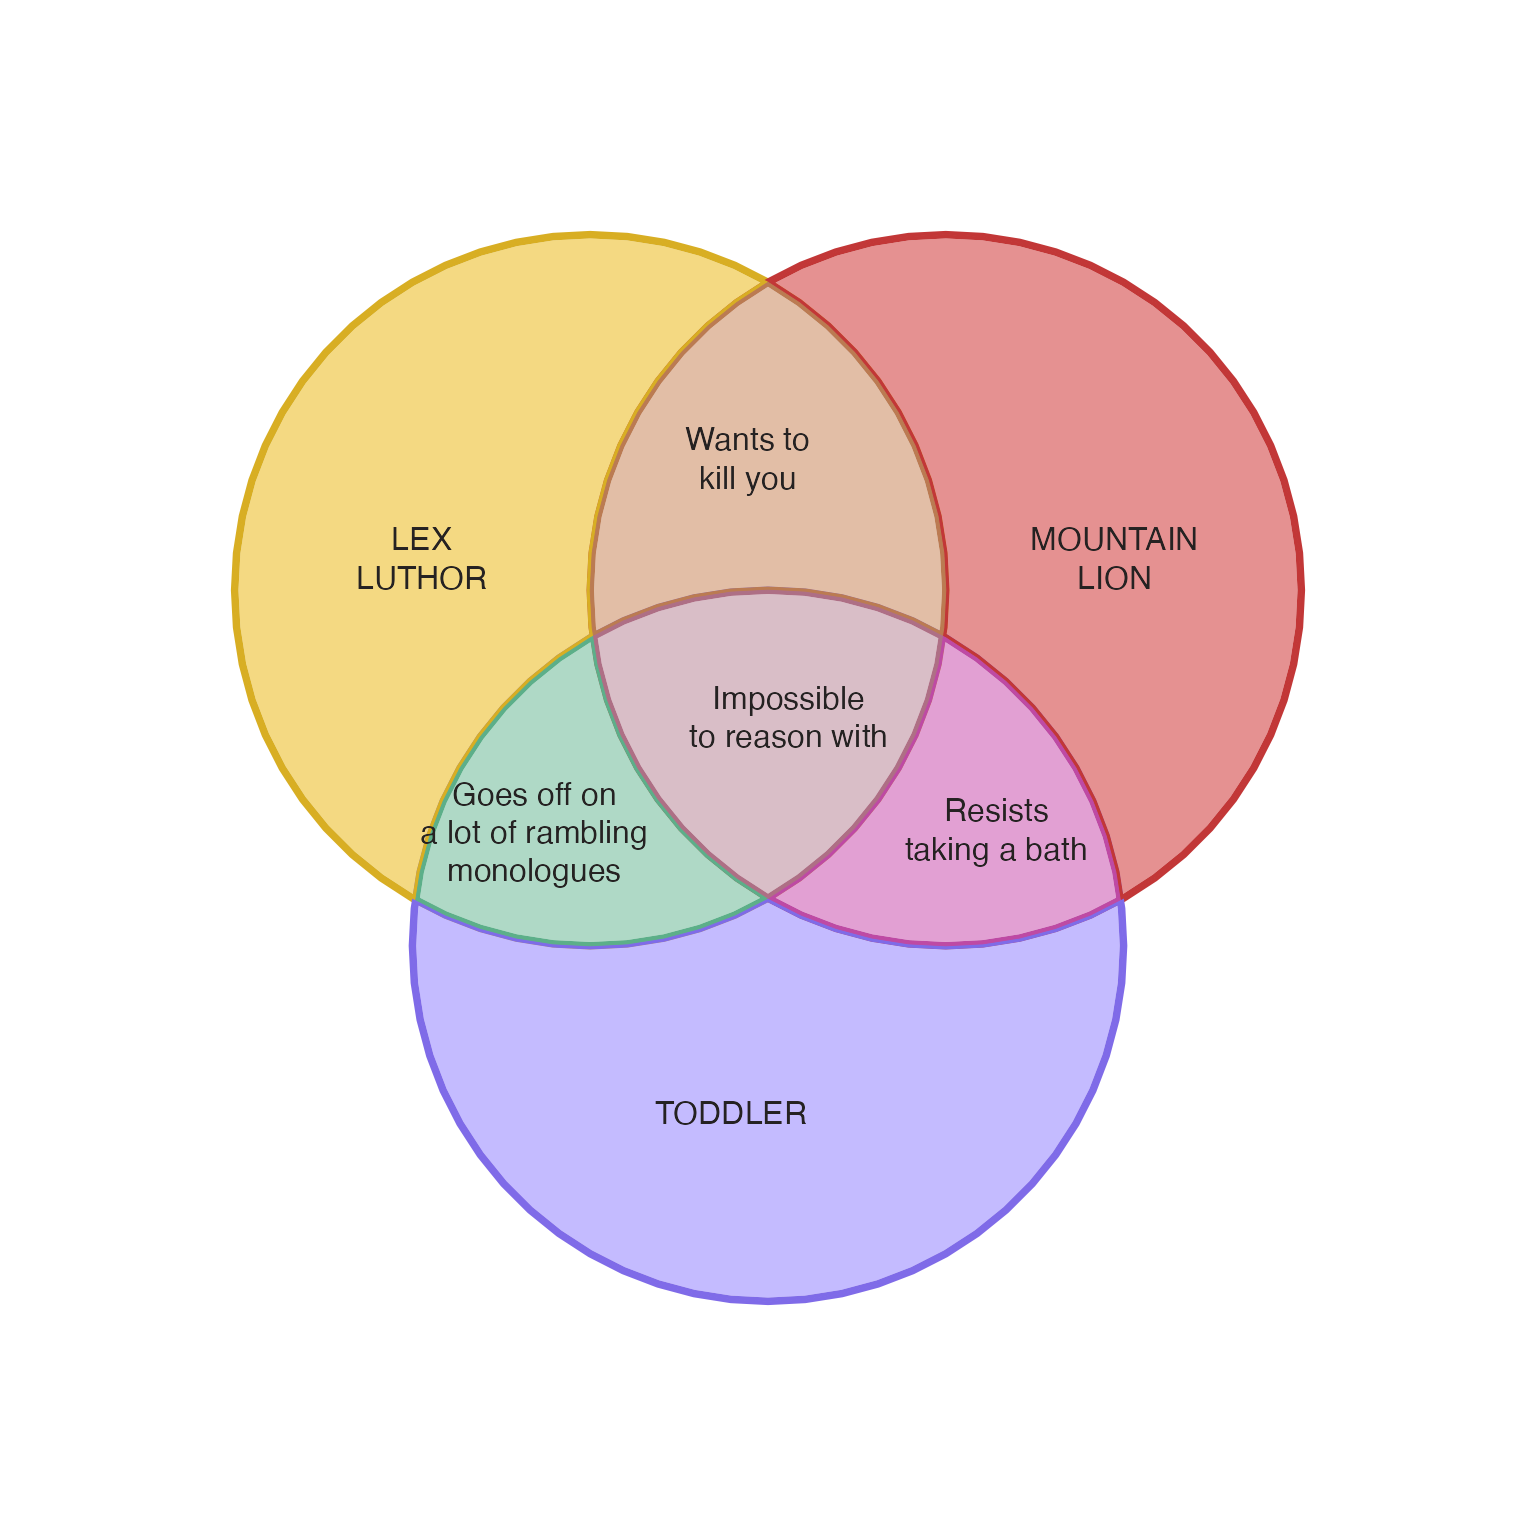 Wants to
kill you
LEX
LUTHOR
MOUNTAIN
LION
Impossible
to reason with
Goes off on
a lot of rambling
monologues
Resists
taking a bath
TODDLER